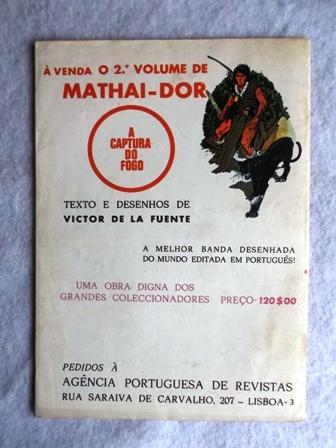 À VENDA O 2.º VOLUME DE
MATHAI-DOR
A
CAPTURA
DO
FOGO
TEXTO E DESENHOS DE
VICTOR DE LA FUENTE
A MELHOR BANDA DESENHADA
DO MUNDO EDITADA EM PORTUGUÊS!
UMA OBRA DIGNA DOS
GRANDES COLECCIONADORES PREÇO-120$00
PEDIDOS À
AGÊNCIA PORTUGUESA DE REVISTAS
RUA SARAIVA DE CARVALHO, 207 – LISBOA-3